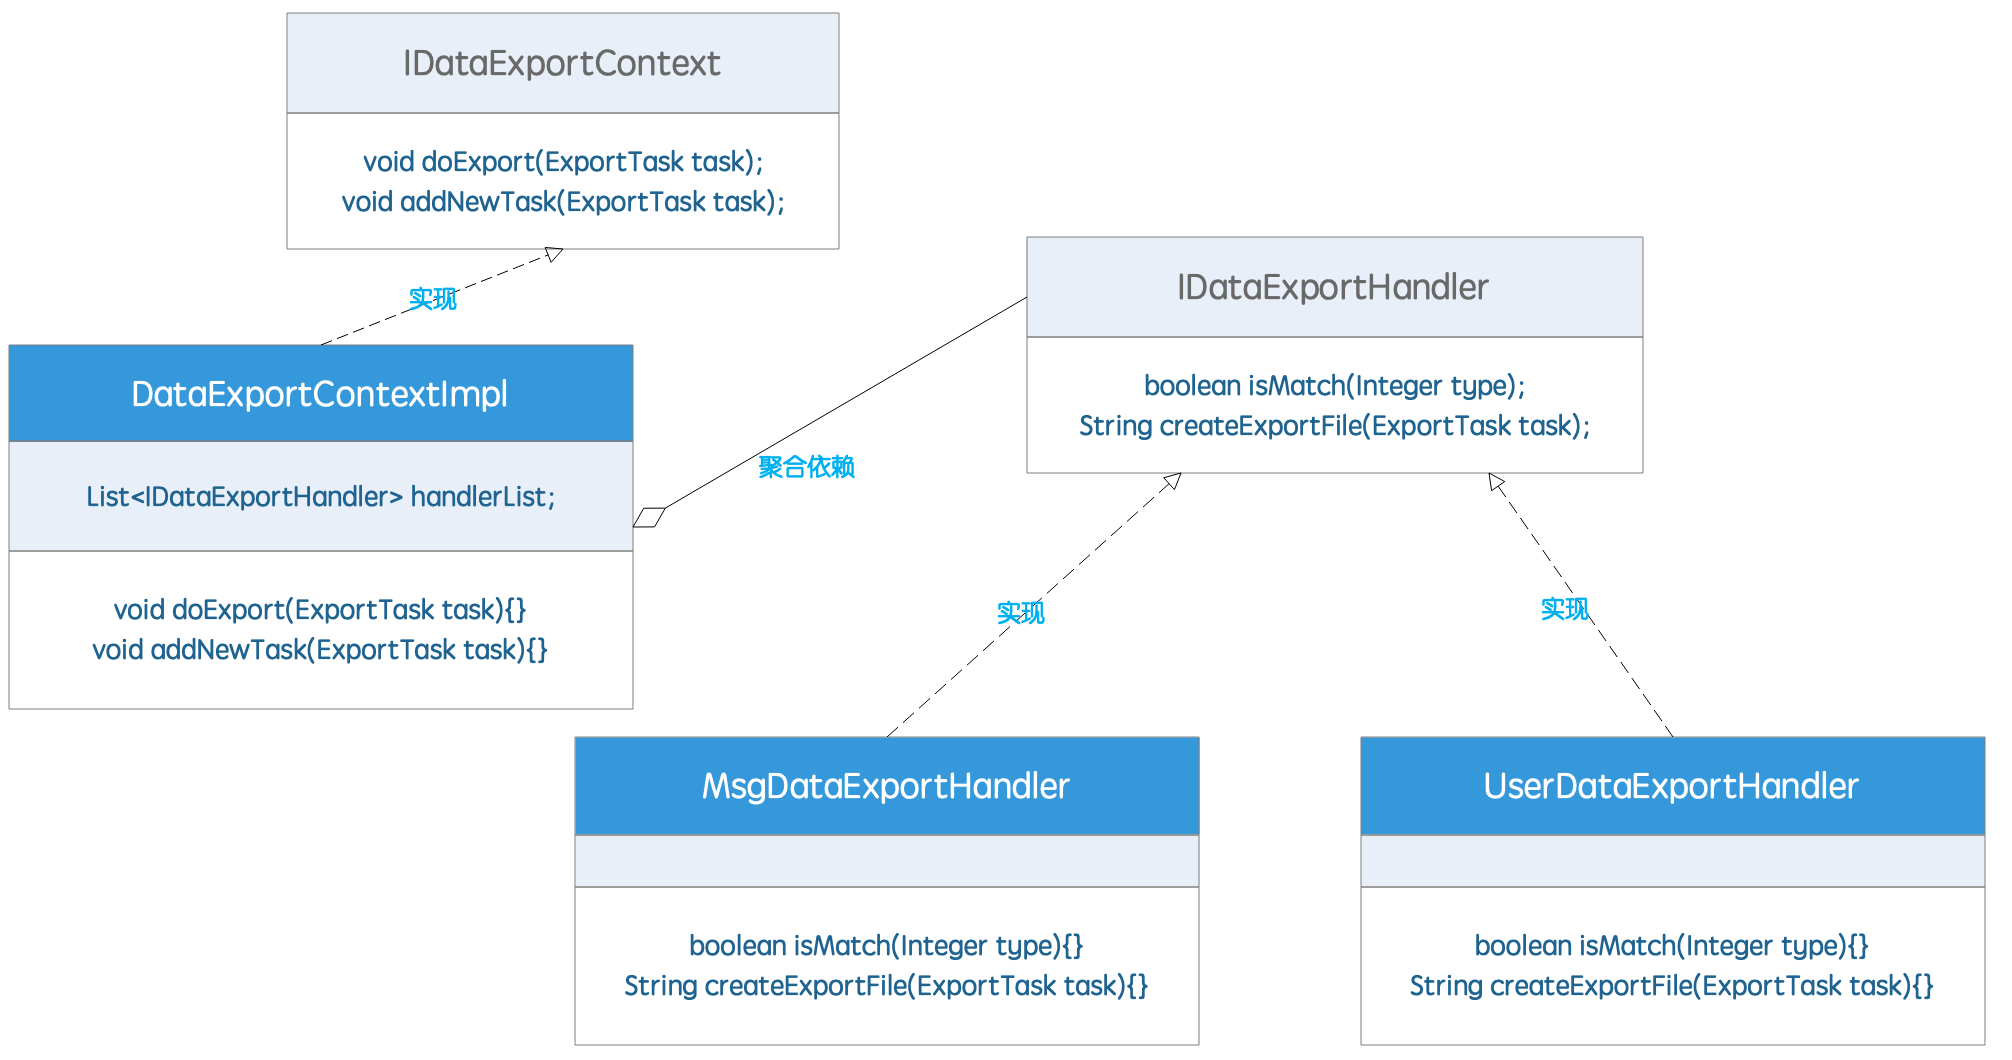 IDataExportContext
void doExport(ExportTask task);
void addNewTask(ExportTask task);
实现
DataExportContextImpl
List<IDataExportHandler> handlerList;
void doExport(ExportTask task){}
void addNewTask(ExportTask task){}
聚合依赖
IDataExportHandler
boolean isMatch(Integer type);
String createExportFile(ExportTask task);
实现
实现
MsgDataExportHandler
boolean isMatch(Integer type){}
String createExportFile(ExportTask task){}
UserDataExportHandler
boolean isMatch(Integer type){}
String createExportFile(ExportTask task){}